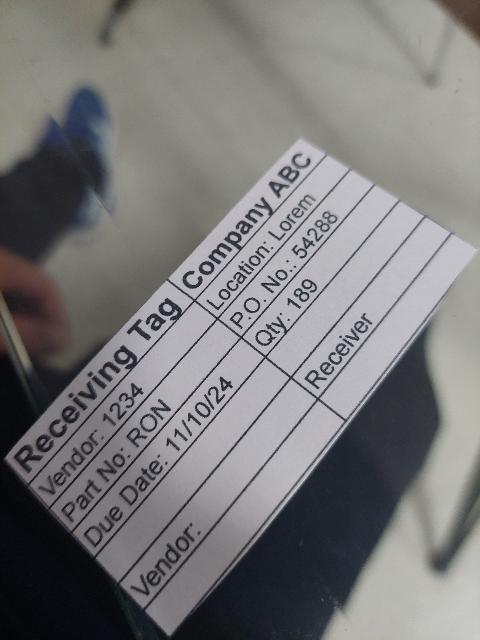 Receiving Tag Company ABC
Vendor: 1234 Location: Lorem
Part No: RON P.O. No.: 54288
Due Date: 11/10/24 Qty: 189
Vendor: Receiver